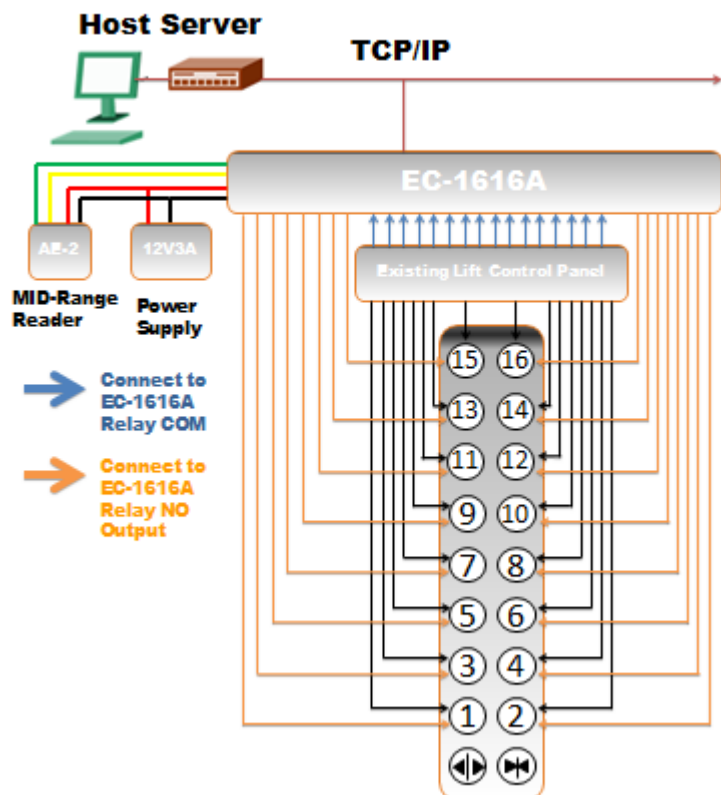 Host Server
TCP/IP
EC-1616A
AE-2
12V3A
Existing Lift Control Panel
MID-Range
Reader
Power
Supply
Connect to
EC-1616A
Relay COM
Connect to
EC-1616A
Relay NO
Output
15 16
13 14
11 12
9 10
7 8
5 6
3 4
1 2